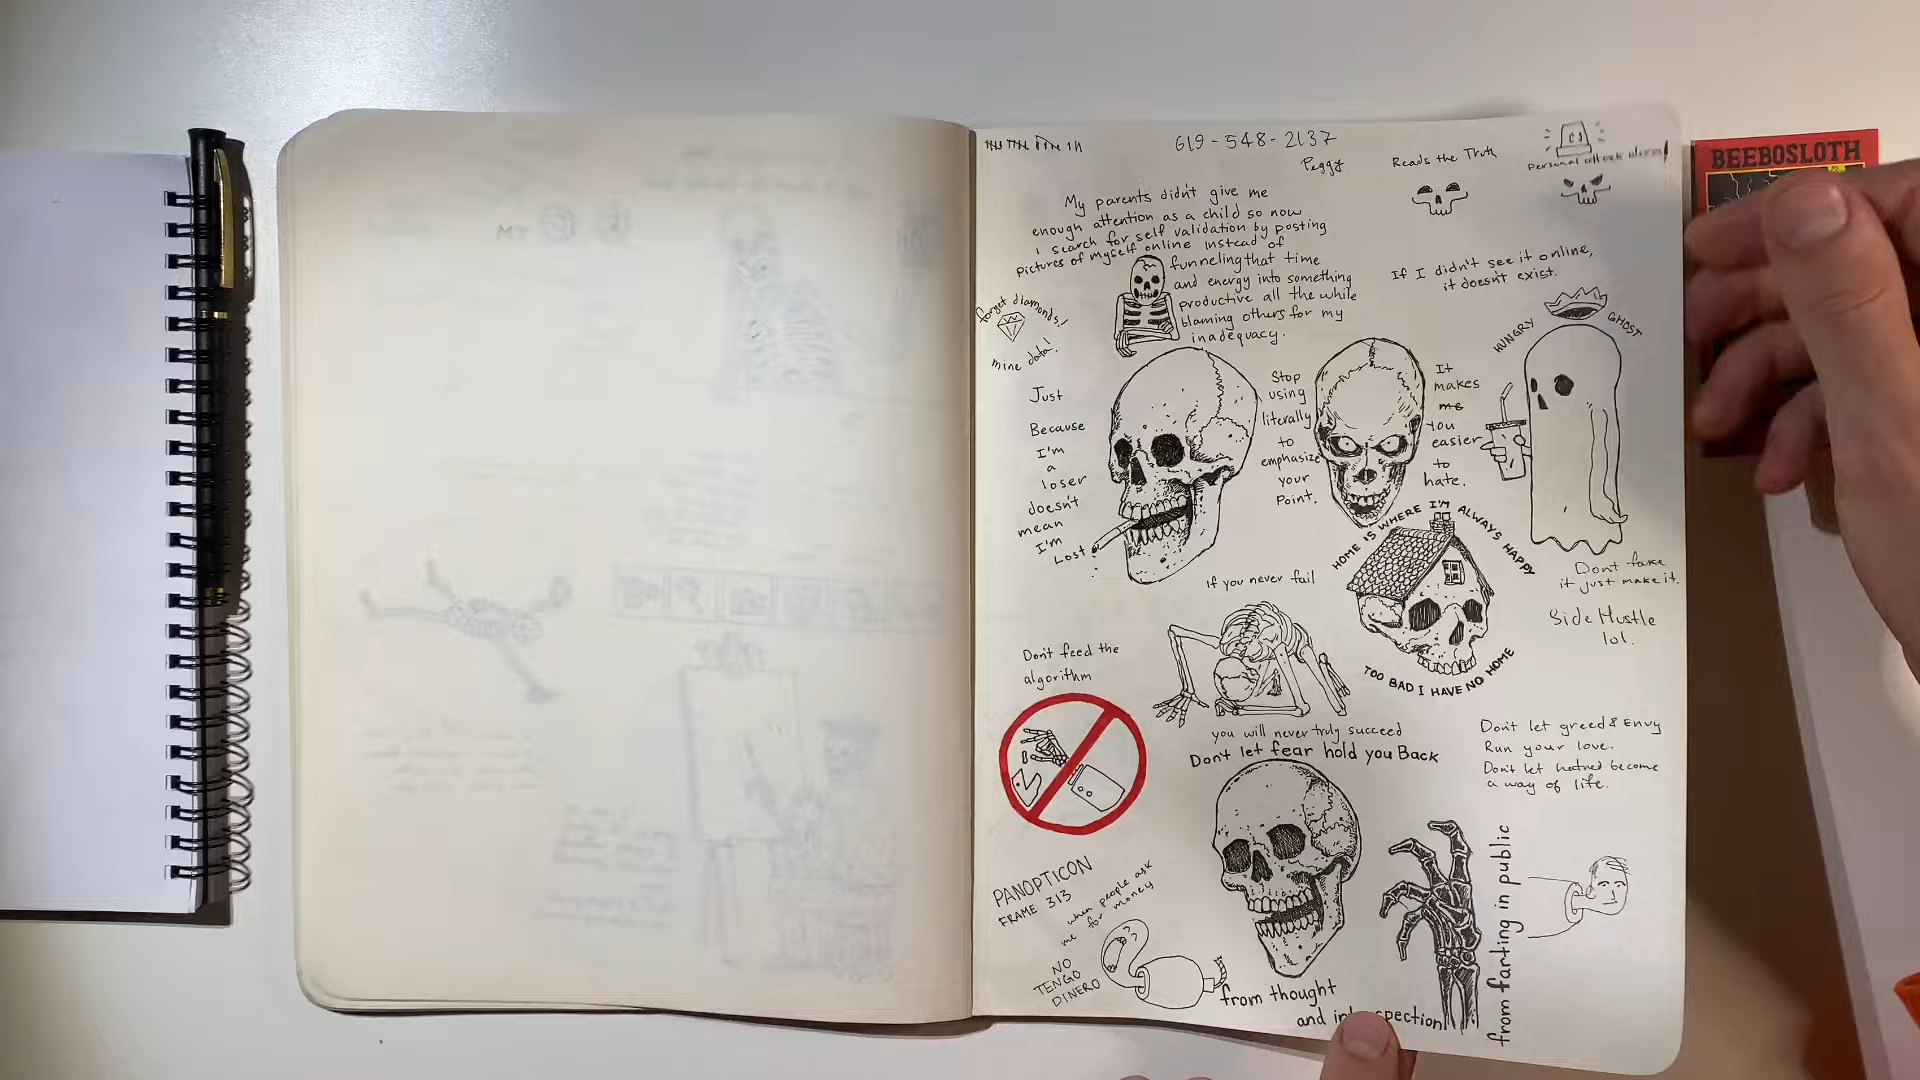 619-548-2137
Peggy
Reads the Truth
Personal attack
BEEBOSLOTH
My parents didn't give me
enough attention as a child so now
I search for self validation by posting
pictures of myself online instead of
funneling that time
and energy into something
productive all the while
blaming others for my
inadequacy.
If I didn't see it online,
it doesn't exist.
forget diamonds!
mine data!
HUNGRY GHOST
Just
Because
I'm
a
loser
doesn't
mean
I'm
Lost
Stop
using
literally
to
emphasize
your
Point.
It
makes
me
you
easier
to
hate.
HOME IS WHERE I'M ALWAYS HAPPY
TOO BAD I HAVE NO HOME
Dont fake
it just make it.
Side Hustle
lol.
If you never fail
you will never truly succeed
Don't feed the
algorithm
Don't let fear hold you Back
Don't let greed & Envy
Run your love.
Don't let hatred become
a way of life.
PANOPTICON
FRAME 313
when people ask
me for money
NO
TENGO
DINERO
from thought
and spection
from farting in public